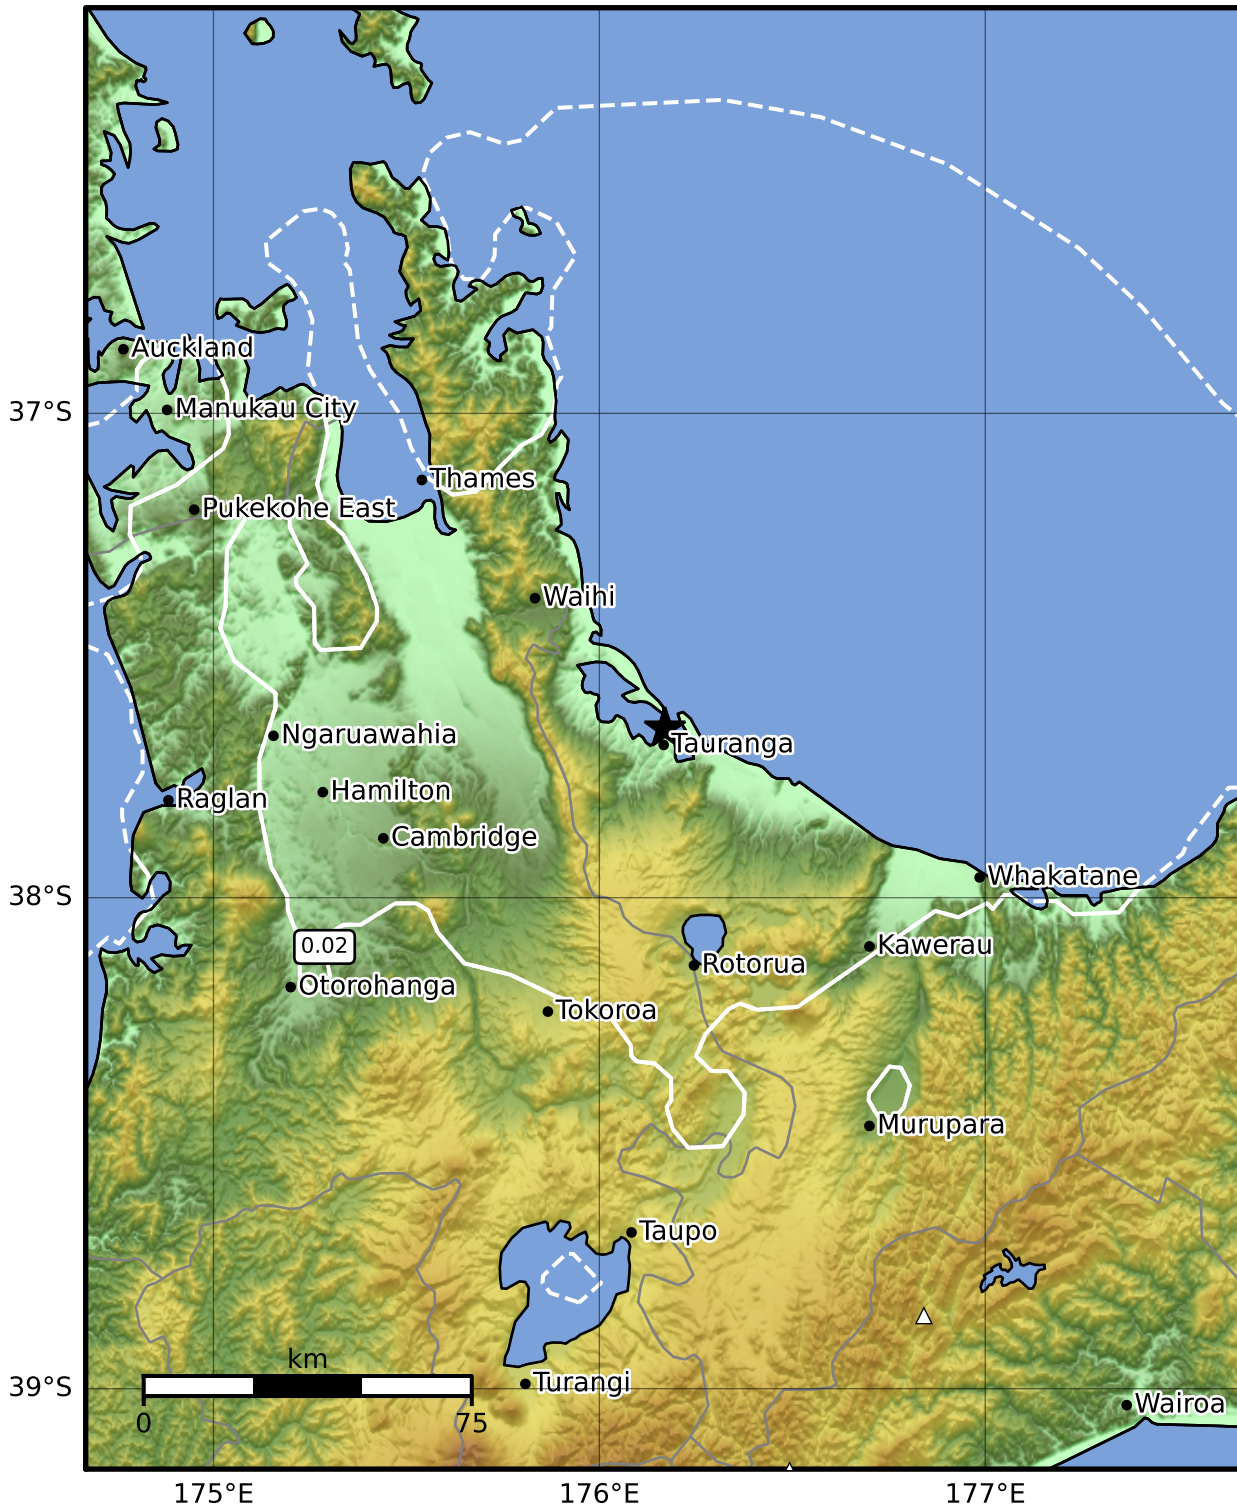 Auckland
Manukau City
37°S
Thames
Pukekohe East
Waihi
Ngaruawahia
Tauranga
Hamilton
Raglan
Cambridge
Whakatane
38°S
0.02
Kawerau
Rotorua
Otorohanga
Tokoroa
Murupara
Taupo
km
Turangi
39°S
Wairoa
0 75
175°E 176°E 177°E